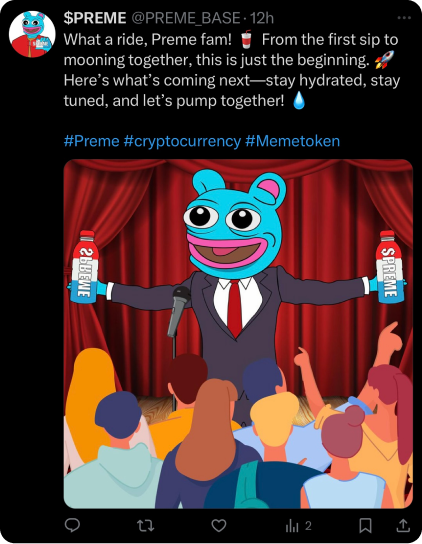 $PREME @PREME_BASE · 12h
What a ride, Preme fam! 🥤 From the first sip to
mooning together, this is just the beginning. 🚀
Here's what's coming next—stay hydrated, stay
tuned, and let's pump together! 💧
#Preme #cryptocurrency #Memetoken
$PREME
$PREME
2